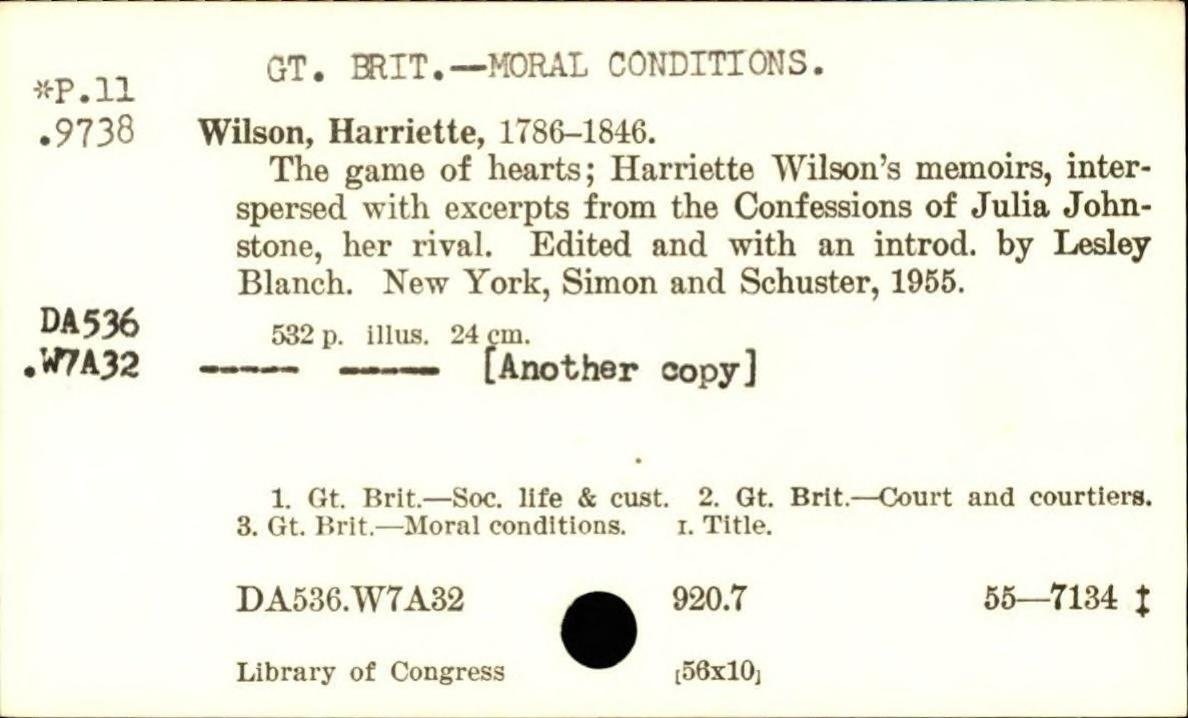 GT. BRIT.—MORAL CONDITIONS.
*P.11
.9738 Wilson, Harriette, 1786–1846.
The game of hearts; Harriette Wilson's memoirs, inter-
spersed with excerpts from the Confessions of Julia John-
stone, her rival. Edited and with an introd. by Lesley
Blanch. New York, Simon and Schuster, 1955.
DA536 532 p. illus. 24 cm.
.W7A32 ----- ----- [Another copy]
1. Gt. Brit.—Soc. life & cust. 2. Gt. Brit.—Court and courtiers.
3. Gt. Brit.—Moral conditions. I. Title.
DA536.W7A32 920.7 55—7134 ‡
Library of Congress [56x10]